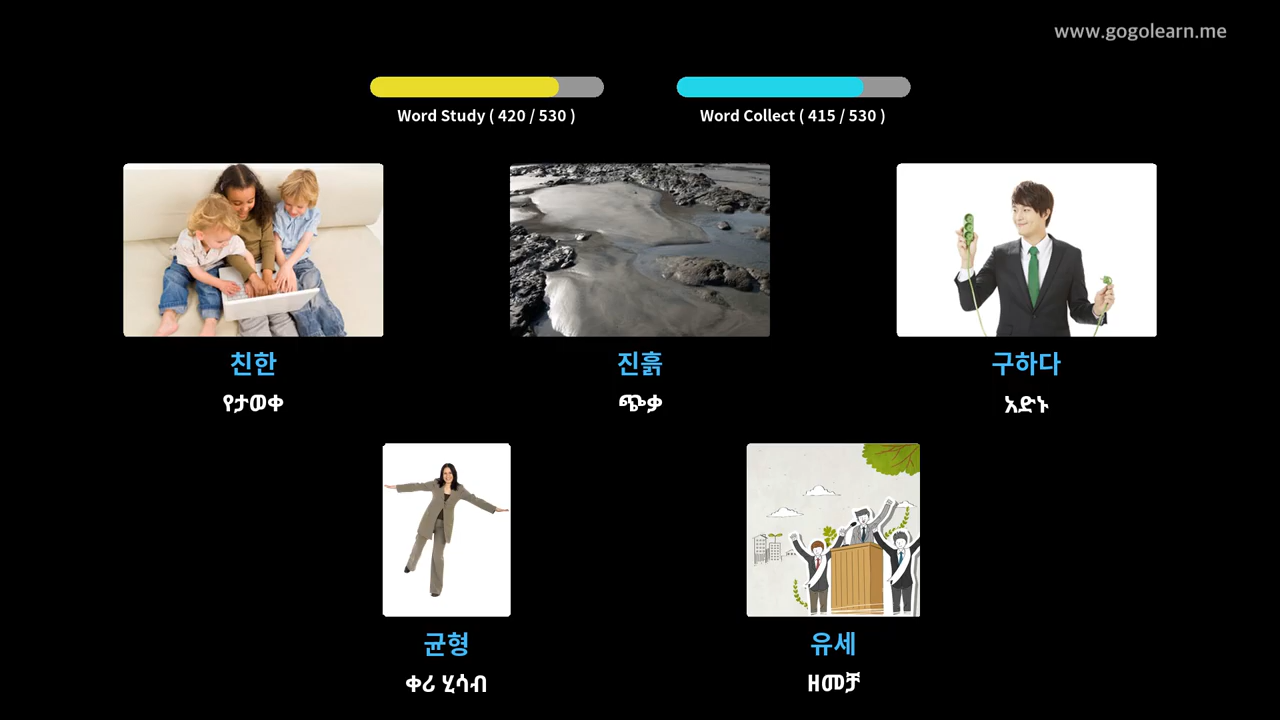 www.gogolearn.me
Word Study ( 420 / 530 )
Word Collect ( 415 / 530 )
친한
የታወቀ
진흙
ጭቃ
구하다
አድኑ
균형
ቀሪ ሂሳብ
유세
ዘመቻ